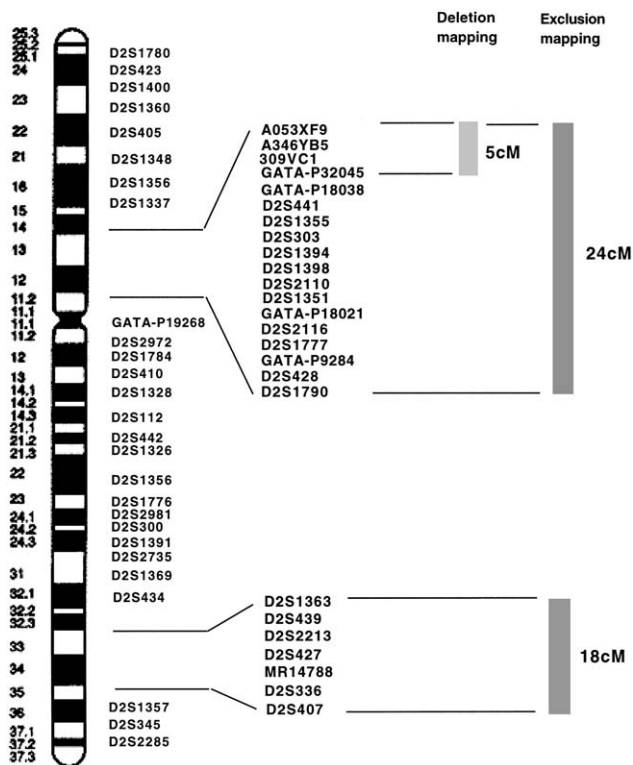 Deletion mapping
Exclusion mapping
25.3
25.2
25.1
24
23
22
21
16
15
14
13
12
11.2
11.1
11.1
11.2
12
13
14.1
14.2
14.3
21.1
21.2
21.3
22
23
24.1
24.2
24.3
31
32.1
32.2
32.3
33
34
35
36
37.1
37.2
37.3
D2S1780
D2S423
D2S1400
D2S1360
D2S405
D2S1348
D2S1356
D2S1337
GATA-P19268
D2S2972
D2S1784
D2S410
D2S1328
D2S112
D2S442
D2S1326
D2S1356
D2S1776
D2S2981
D2S300
D2S1391
D2S2735
D2S1369
D2S434
D2S1357
D2S345
D2S2285
A053XF9
A346YB5
309VC1
GATA-P32045
GATA-P18038
D2S441
D2S1355
D2S303
D2S1394
D2S1398
D2S2110
D2S1351
GATA-P18021
D2S2116
D2S1777
GATA-P9284
D2S428
D2S1790
5cM
24cM
D2S1363
D2S439
D2S2213
D2S427
MR14788
D2S336
D2S407
18cM